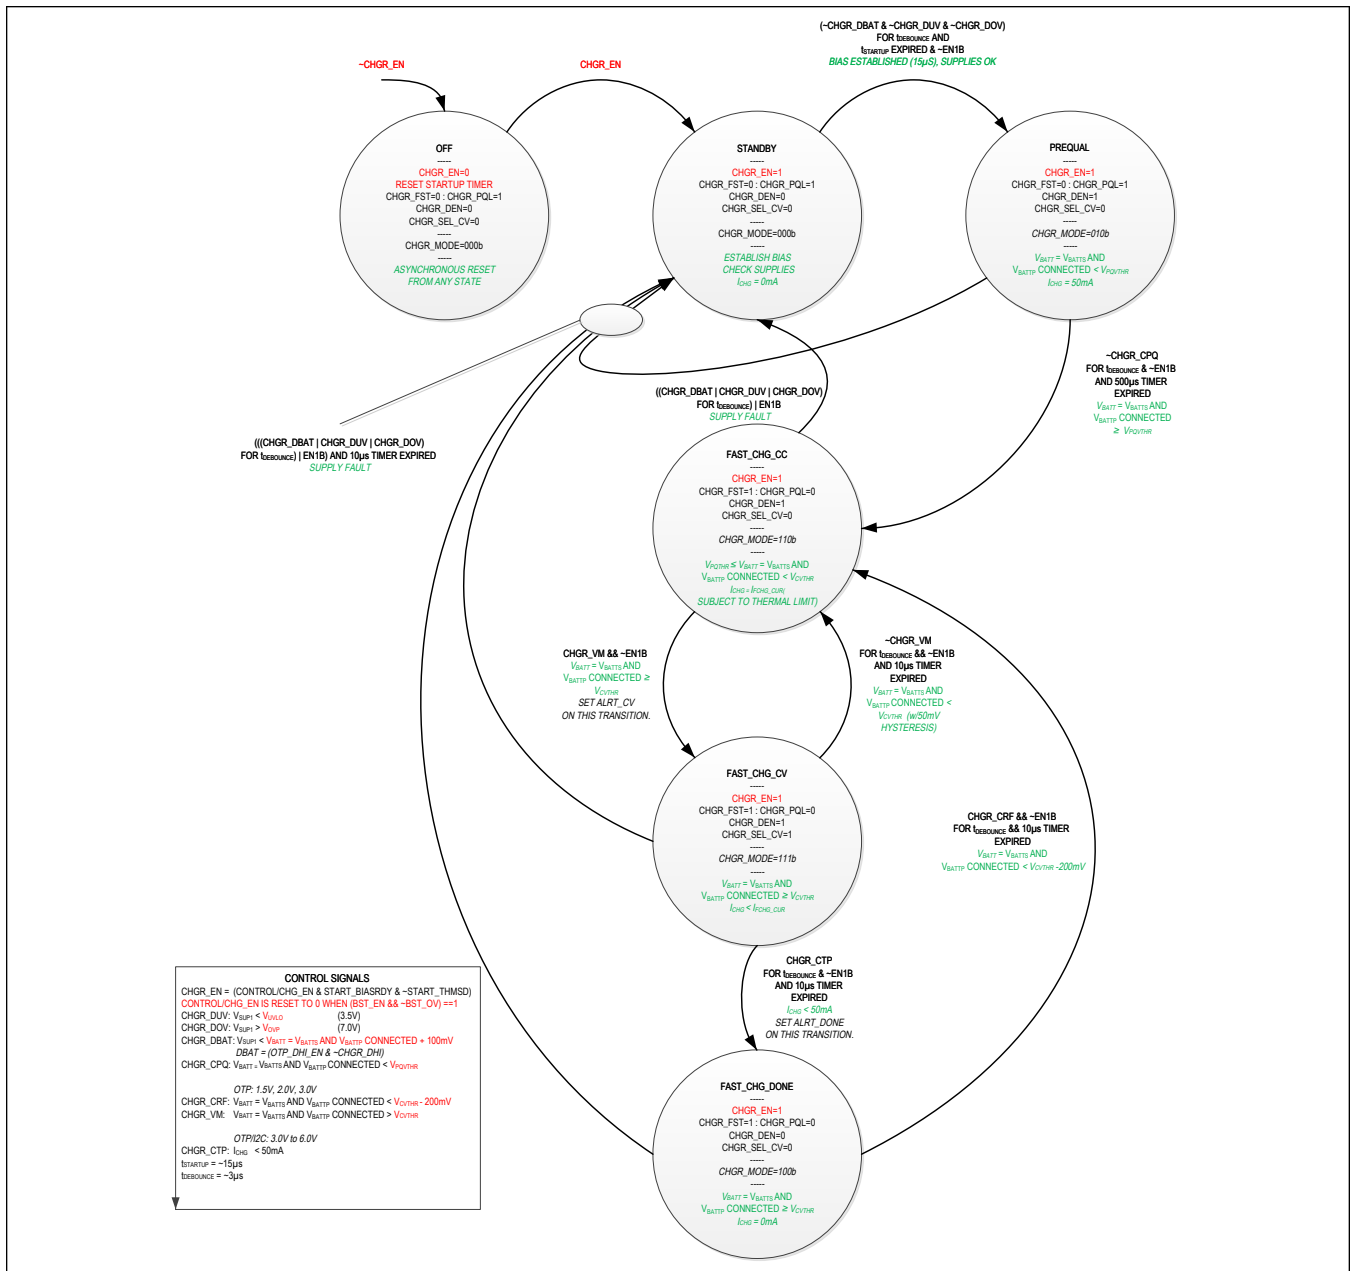 (~CHGR_DBAT & ~CHGR_DUV & ~CHGR_DOV)
FOR tDEBOUNCE AND
tSTARTUP EXPIRED & ~EN1B
BIAS ESTABLISHED (15µS), SUPPLIES OK
~CHGR_EN
CHGR_EN
OFF
-----
CHGR_EN=0
RESET STARTUP TIMER
CHGR_FST=0 : CHGR_PQL=1
CHGR_DEN=0
CHGR_SEL_CV=0
-----
CHGR_MODE=000b
-----
ASYNCHRONOUS RESET
FROM ANY STATE
STANDBY
-----
CHGR_EN=1
CHGR_FST=0 : CHGR_PQL=1
CHGR_DEN=0
CHGR_SEL_CV=0
-----
CHGR_MODE=000b
-----
ESTABLISH BIAS
CHECK SUPPLIES
ICHG = 0mA
PREQUAL
-----
CHGR_EN=1
CHGR_FST=0 : CHGR_PQL=1
CHGR_DEN=1
CHGR_SEL_CV=0
-----
CHGR_MODE=010b
-----
VBATT = VBATTS AND
VBATTP CONNECTED < VPQVTHR
ICHG = 50mA
~CHGR_CPQ
FOR tDEBOUNCE & ~EN1B
AND 500µs TIMER
EXPIRED
VBATT = VBATTS AND
VBATTP CONNECTED
≥ VPQVTHR
((CHGR_DBAT | CHGR_DUV | CHGR_DOV)
FOR tDEBOUNCE) | EN1B
SUPPLY FAULT
(((CHGR_DBAT | CHGR_DUV | CHGR_DOV)
FOR tDEBOUNCE) | EN1B) AND 10µs TIMER EXPIRED
SUPPLY FAULT
FAST_CHG_CC
-----
CHGR_EN=1
CHGR_FST=1 : CHGR_PQL=0
CHGR_DEN=1
CHGR_SEL_CV=0
-----
CHGR_MODE=110b
-----
VPQTHR ≤ VBATT = VBATTS AND
VBATTP CONNECTED < VCVTHR
ICHG = IFCHG_CUR(
SUBJECT TO THERMAL LIMIT)
CHGR_VM && ~EN1B
VBATT = VBATTS AND
VBATTP CONNECTED ≥
VCVTHR
SET ALRT_CV
ON THIS TRANSITION.
~CHGR_VM
FOR tDEBOUNCE && ~EN1B
AND 10µs TIMER
EXPIRED
VBATT = VBATTS AND
VBATTP CONNECTED <
VCVTHR (w/50mV
HYSTERESIS)
FAST_CHG_CV
-----
CHGR_EN=1
CHGR_FST=1 : CHGR_PQL=0
CHGR_DEN=1
CHGR_SEL_CV=1
-----
CHGR_MODE=111b
-----
VBATT = VBATTS AND
VBATTP CONNECTED ≥ VCVTHR
ICHG < IFCHG_CUR
CHGR_CRF && ~EN1B
FOR tDEBOUNCE && 10µs TIMER
EXPIRED
VBATT = VBATTS AND
VBATTP CONNECTED < VCVTHR -200mV
CHGR_CTP
FOR tDEBOUNCE & ~EN1B
AND 10µs TIMER
EXPIRED
ICHG < 50mA
SET ALRT_DONE
ON THIS TRANSITION.
FAST_CHG_DONE
-----
CHGR_EN=1
CHGR_FST=1 : CHGR_PQL=0
CHGR_DEN=0
CHGR_SEL_CV=0
-----
CHGR_MODE=100b
-----
VBATT = VBATTS AND
VBATTP CONNECTED ≥ VCVTHR
ICHG = 0mA
CONTROL SIGNALS
CHGR_EN = (CONTROL/CHG_EN & START_BIASRDY & ~START_THMSD)
CONTROL/CHG_EN IS RESET TO 0 WHEN (BST_EN && ~BST_OV) ==1
CHGR_DUV: VSUP1 < VUVLO (3.5V)
CHGR_DOV: VSUP1 > VOVP (7.0V)
CHGR_DBAT: VSUP1 < VBATT = VBATTS AND VBATTP CONNECTED + 100mV
DBAT = (OTP_DHI_EN & ~CHGR_DHI)
CHGR_CPQ: VBATT = VBATTS AND VBATTP CONNECTED < VPQVTHR
OTP: 1.5V, 2.0V, 3.0V
CHGR_CRF: VBATT = VBATTS AND VBATTP CONNECTED < VCVTHR - 200mV
CHGR_VM: VBATT = VBATTS AND VBATTP CONNECTED > VCVTHR
OTP/I2C: 3.0V to 6.0V
CHGR_CTP: ICHG < 50mA
tSTARTUP = ~15µs
tDEBOUNCE = ~3µs